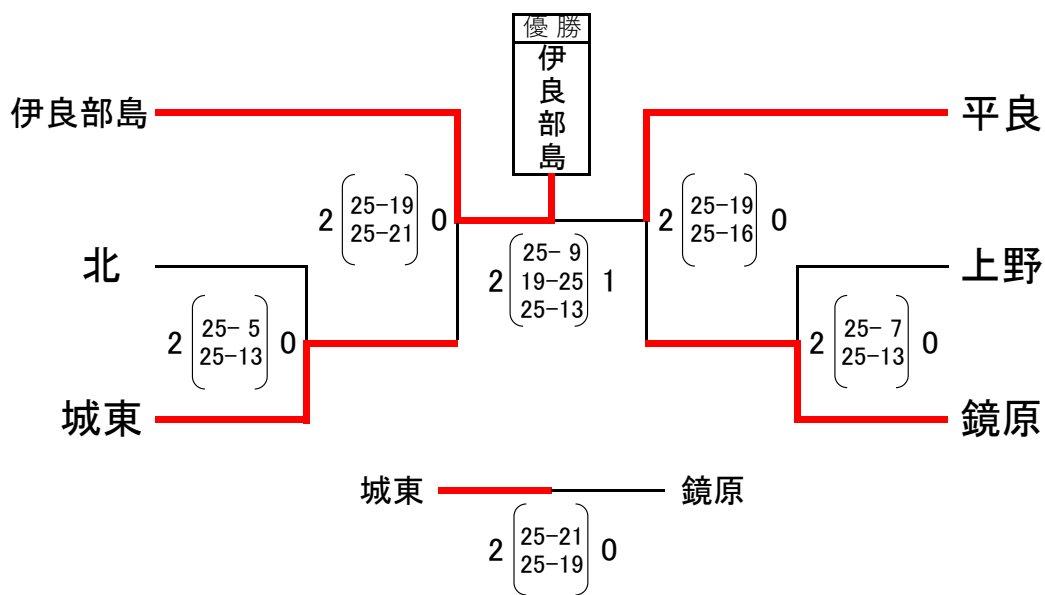 優勝
伊良部島
伊良部島
平良
2 25-19 0
25-21
2 25-19 0
25-16
北
上野
2 25- 9 1
19-25
25-13
2 25- 5 0
25-13
2 25- 7 0
25-13
城東
鏡原
城東 鏡原
2 25-21 0
25-19